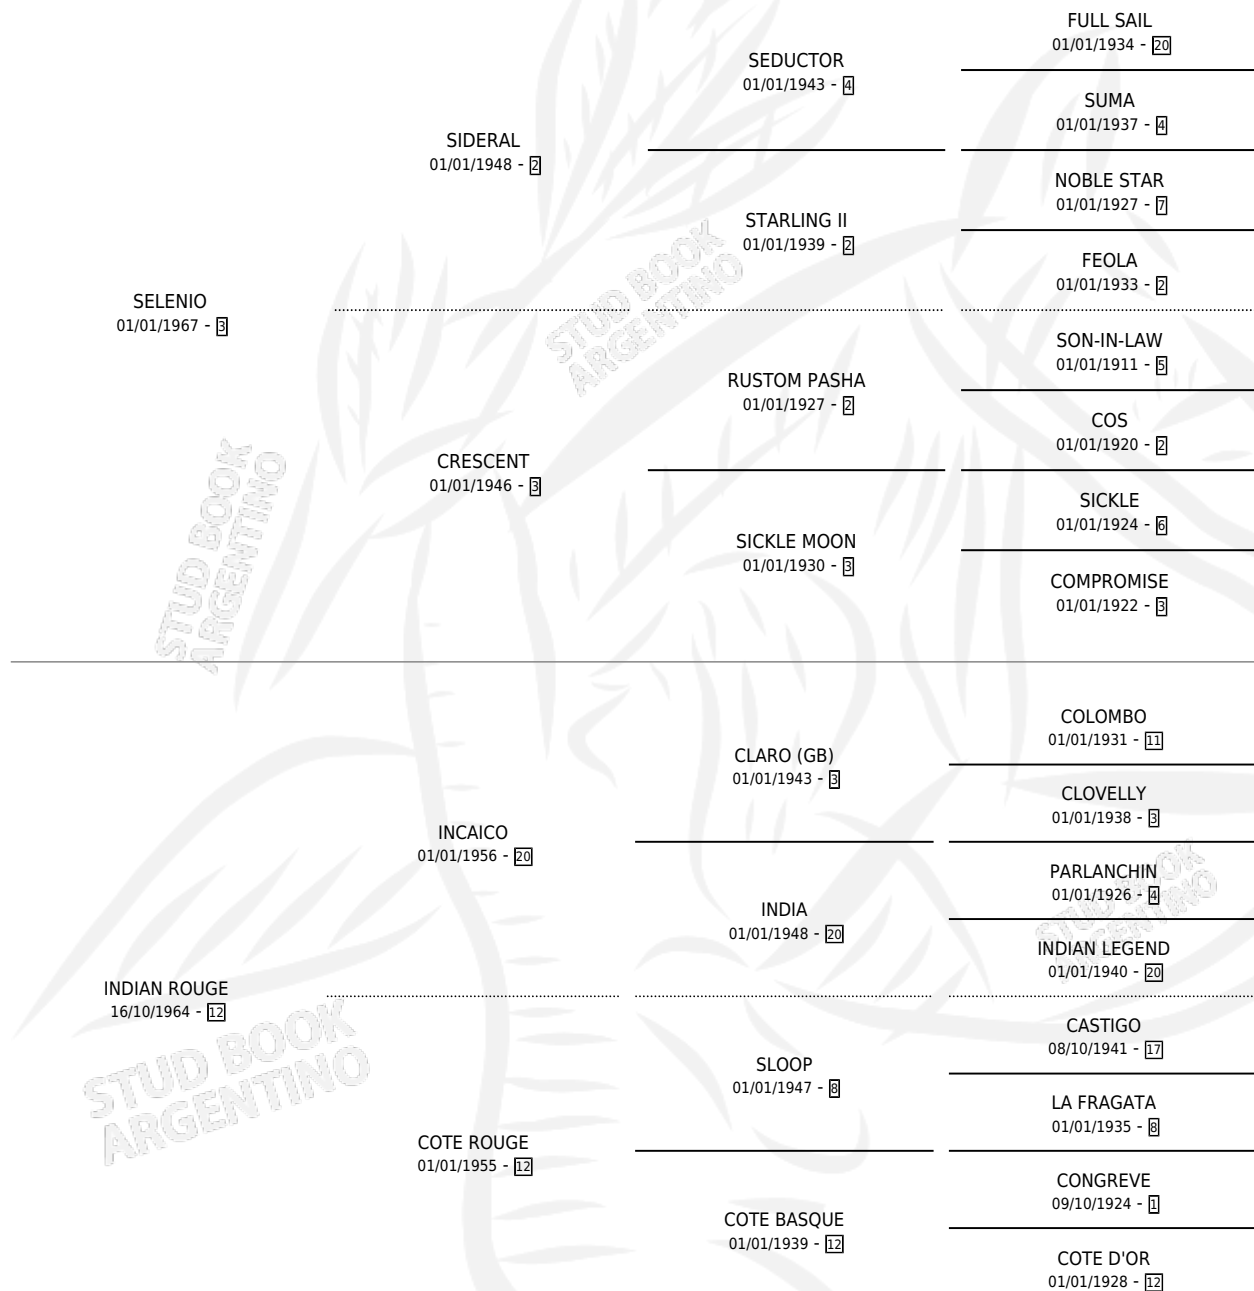 FULL SAIL
01/01/1934 - 20
SEDUCTOR
01/01/1943 - 4
SUMA
01/01/1937 - 4
SIDERAL
01/01/1948 - 2
NOBLE STAR
01/01/1927 - 7
STARLING II
01/01/1939 - 2
FEOLA
01/01/1933 - 2
SELENIO
01/01/1967 - 3
SON-IN-LAW
01/01/1911 - 5
RUSTOM PASHA
01/01/1927 - 2
COS
01/01/1920 - 2
CRESCENT
01/01/1946 - 3
SICKLE
01/01/1924 - 6
SICKLE MOON
01/01/1930 - 3
COMPROMISE
01/01/1922 - 3
COLOMBO
01/01/1931 - 11
CLARO (GB)
01/01/1943 - 3
CLOVELLY
01/01/1938 - 3
INCAICO
01/01/1956 - 20
PARLANCHIN
01/01/1926 - 4
INDIA
01/01/1948 - 20
INDIAN LEGEND
01/01/1940 - 20
INDIAN ROUGE
16/10/1964 - 12
CASTIGO
08/10/1941 - 17
SLOOP
01/01/1947 - 8
LA FRAGATA
01/01/1935 - 8
COTE ROUGE
01/01/1955 - 12
CONGREVE
09/10/1924 - 1
COTE BASQUE
01/01/1939 - 12
COTE D'OR
01/01/1928 - 12
STUD BOOK
ARGENTINO
STUD BOOK
ARGENTINO
STUD BOOK
ARGENTINO
STUD BOOK
ARGENTINO